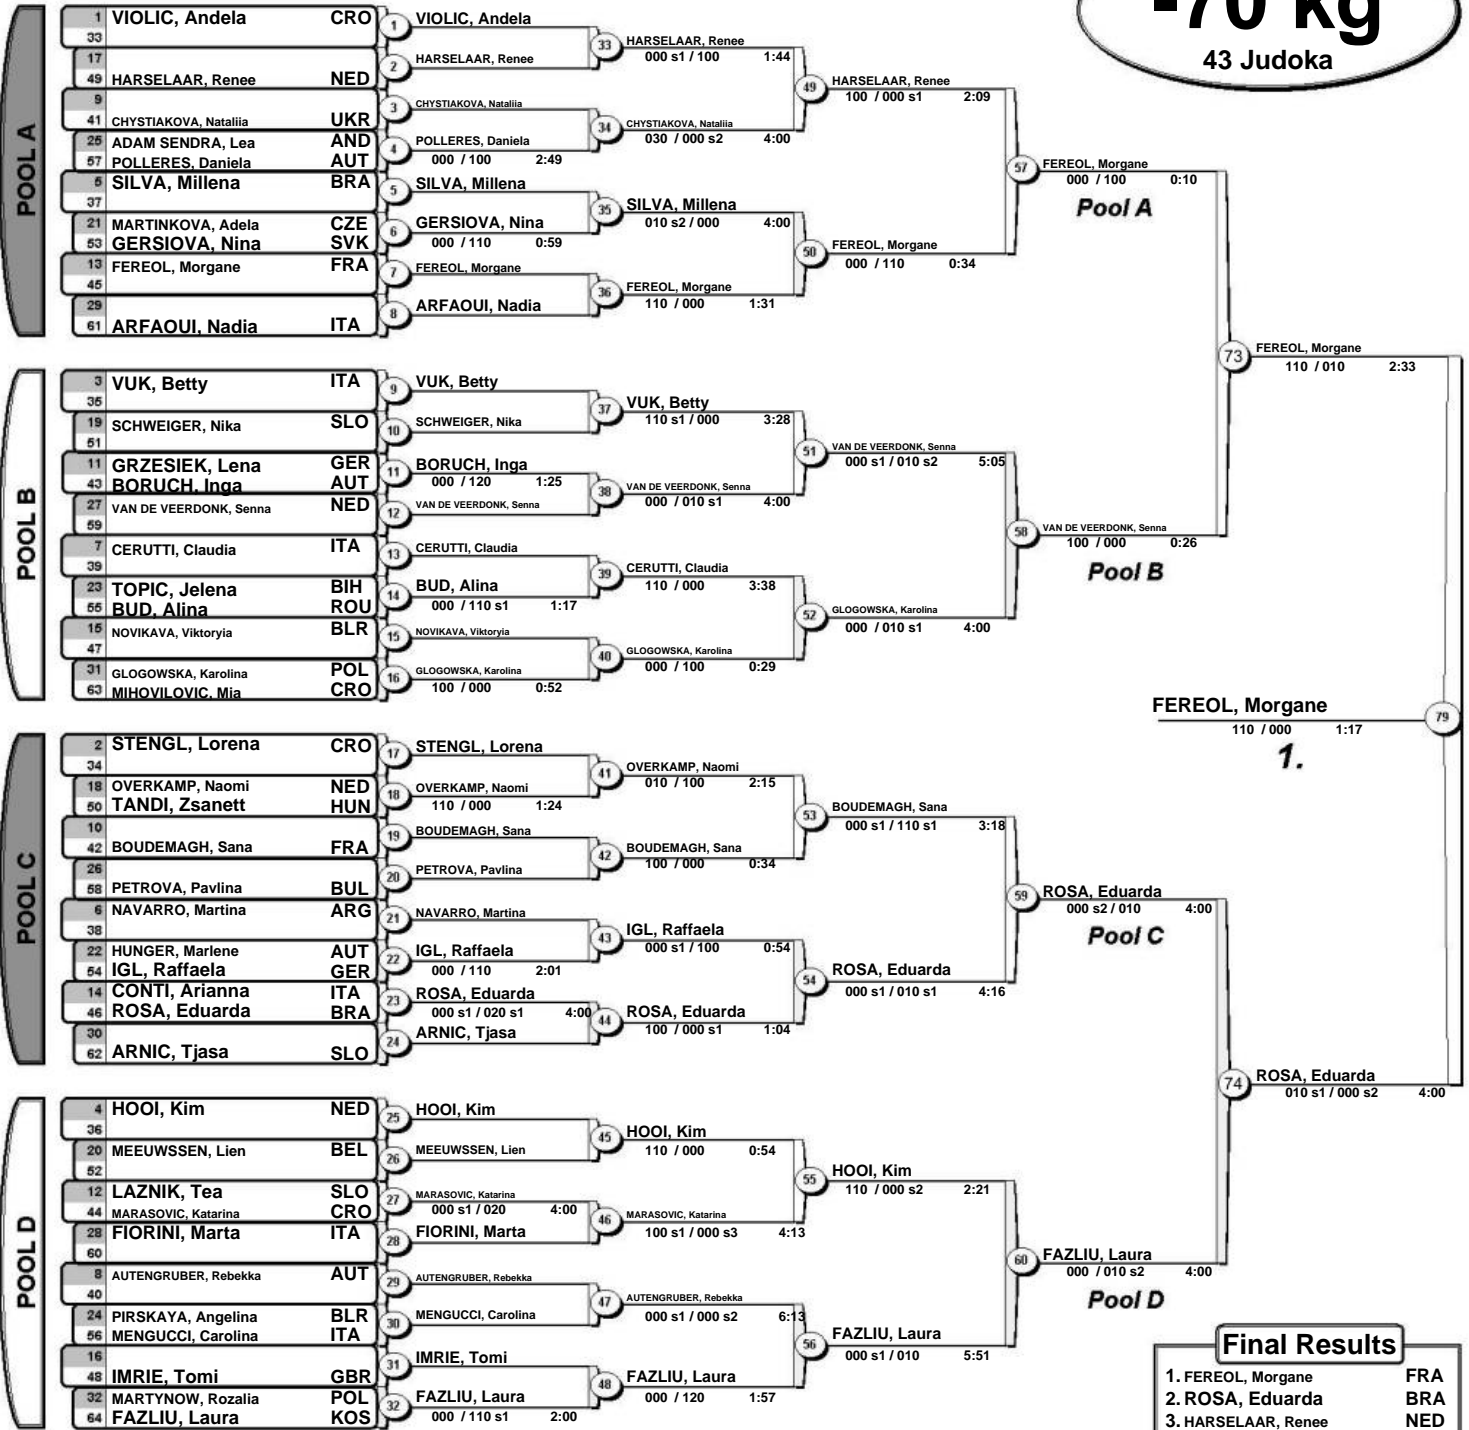 -70 kg
43 Judoka
POOL A
1 VIOLIC, Andela CRO
33
17
49 HARSELAAR, Renee NED
9
41 CHYSTIAKOVA, Nataliia UKR
25 ADAM SENDRA, Lea AND
57 POLLERES, Daniela AUT
5 SILVA, Millena BRA
37
21 MARTINKOVA, Adela CZE
53 GERSIOVA, Nina SVK
13 FEREOL, Morgane FRA
45
29
61 ARFAOUI, Nadia ITA
1 VIOLIC, Andela
2 HARSELAAR, Renee
3 CHYSTIAKOVA, Nataliia
4 POLLERES, Daniela
000 / 100 2:49
5 SILVA, Millena
6 GERSIOVA, Nina
000 / 110 0:59
7 FEREOL, Morgane
8 ARFAOUI, Nadia
33 HARSELAAR, Renee
000 s1 / 100 1:44
34 CHYSTIAKOVA, Nataliia
030 / 000 s2 4:00
35 SILVA, Millena
010 s2 / 000 4:00
36 FEREOL, Morgane
110 / 000 1:31
49 HARSELAAR, Renee
100 / 000 s1 2:09
50 FEREOL, Morgane
000 / 110 0:34
57 FEREOL, Morgane
000 / 100 0:10
Pool A
POOL B
3 VUK, Betty ITA
35
19 SCHWEIGER, Nika SLO
51
11 GRZESIEK, Lena GER
43 BORUCH, Inga AUT
27 VAN DE VEERDONK, Senna NED
59
7 CERUTTI, Claudia ITA
39
23 TOPIC, Jelena BIH
55 BUD, Alina ROU
15 NOVIKAVA, Viktoryia BLR
47
31 GLOGOWSKA, Karolina POL
63 MIHOVILOVIC, Mia CRO
9 VUK, Betty
10 SCHWEIGER, Nika
11 BORUCH, Inga
000 / 120 1:25
12 VAN DE VEERDONK, Senna
13 CERUTTI, Claudia
14 BUD, Alina
000 / 110 s1 1:17
15 NOVIKAVA, Viktoryia
16 GLOGOWSKA, Karolina
100 / 000 0:52
37 VUK, Betty
110 s1 / 000 3:28
38 VAN DE VEERDONK, Senna
000 / 010 s1 4:00
39 CERUTTI, Claudia
110 / 000 3:38
40 GLOGOWSKA, Karolina
000 / 100 0:29
51 VAN DE VEERDONK, Senna
000 s1 / 010 s2 5:05
52 GLOGOWSKA, Karolina
000 / 010 s1 4:00
58 VAN DE VEERDONK, Senna
100 / 000 0:26
Pool B
73 FEREOL, Morgane
110 / 010 2:33
FEREOL, Morgane 79
110 / 000 1:17
1.
POOL C
2 STENGL, Lorena CRO
34
18 OVERKAMP, Naomi NED
50 TANDI, Zsanett HUN
10
42 BOUDEMAGH, Sana FRA
26
58 PETROVA, Pavlina BUL
6 NAVARRO, Martina ARG
38
22 HUNGER, Marlene AUT
54 IGL, Raffaela GER
14 CONTI, Arianna ITA
46 ROSA, Eduarda BRA
30
62 ARNIC, Tjasa SLO
17 STENGL, Lorena
18 OVERKAMP, Naomi
110 / 000 1:24
19 BOUDEMAGH, Sana
20 PETROVA, Pavlina
21 NAVARRO, Martina
22 IGL, Raffaela
000 / 110 2:01
23 ROSA, Eduarda
000 s1 / 020 s1 4:00
24 ARNIC, Tjasa
41 OVERKAMP, Naomi
010 / 100 2:15
42 BOUDEMAGH, Sana
100 / 000 0:34
43 IGL, Raffaela
000 s1 / 100 0:54
44 ROSA, Eduarda
100 / 000 s1 1:04
53 BOUDEMAGH, Sana
000 s1 / 110 s1 3:18
54 ROSA, Eduarda
000 s1 / 010 s1 4:16
59 ROSA, Eduarda
000 s2 / 010 4:00
Pool C
POOL D
4 HOOI, Kim NED
36
20 MEEUWSSEN, Lien BEL
52
12 LAZNIK, Tea SLO
44 MARASOVIC, Katarina CRO
28 FIORINI, Marta ITA
60
8 AUTENGRUBER, Rebekka AUT
40
24 PIRSKAYA, Angelina BLR
56 MENGUCCI, Carolina ITA
16
48 IMRIE, Tomi GBR
32 MARTYNOW, Rozalia POL
64 FAZLIU, Laura KOS
25 HOOI, Kim
26 MEEUWSSEN, Lien
27 MARASOVIC, Katarina
000 s1 / 020 4:00
28 FIORINI, Marta
29 AUTENGRUBER, Rebekka
30 MENGUCCI, Carolina
31 IMRIE, Tomi
32 FAZLIU, Laura
000 / 110 s1 2:00
45 HOOI, Kim
110 / 000 0:54
46 MARASOVIC, Katarina
100 s1 / 000 s3 4:13
47 AUTENGRUBER, Rebekka
000 s1 / 000 s2 6:13
48 FAZLIU, Laura
000 / 120 1:57
55 HOOI, Kim
110 / 000 s2 2:21
56 FAZLIU, Laura
000 s1 / 010 5:51
60 FAZLIU, Laura
000 / 010 s2 4:00
Pool D
74 ROSA, Eduarda
010 s1 / 000 s2 4:00
Final Results
1. FEREOL, Morgane FRA
2. ROSA, Eduarda BRA
3. HARSELAAR, Renee NED